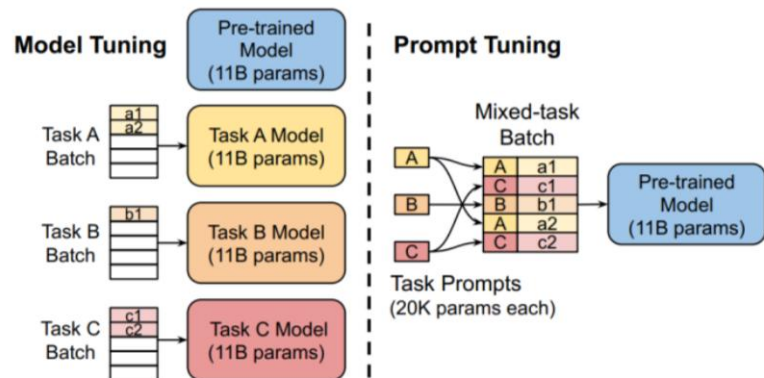 Model Tuning
Pre-trained
Model
(11B params)
a1
a2
Task A
Batch
Task A Model
(11B params)
b1
Task B
Batch
Task B Model
(11B params)
c1
c2
Task C
Batch
Task C Model
(11B params)
Prompt Tuning
Mixed-task
Batch
A
B
C
A a1
C c1
B b1
A a2
C c2
Pre-trained
Model
(11B params)
Task Prompts
(20K params each)